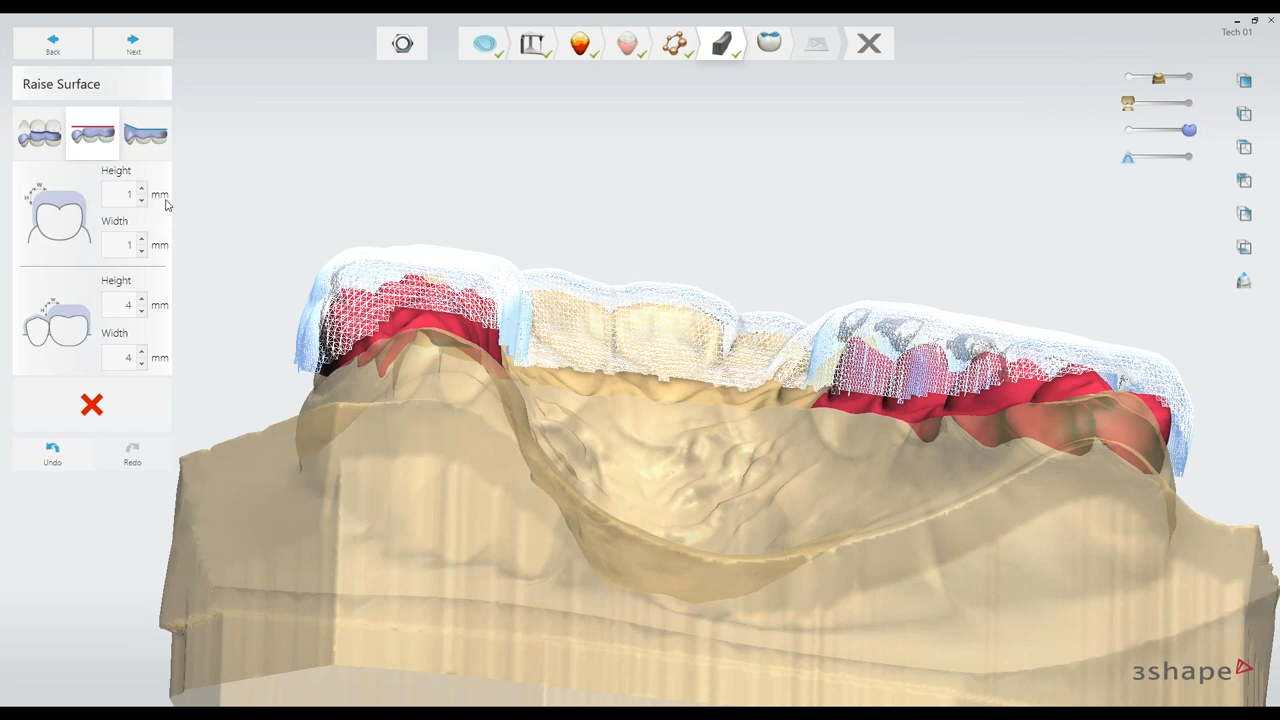 Tech 01
Back
Next
Raise Surface
Height
W
H
1
mm
Width
1
mm
Height
4
mm
W
H
Width
4
mm
Undo
Redo
3shape